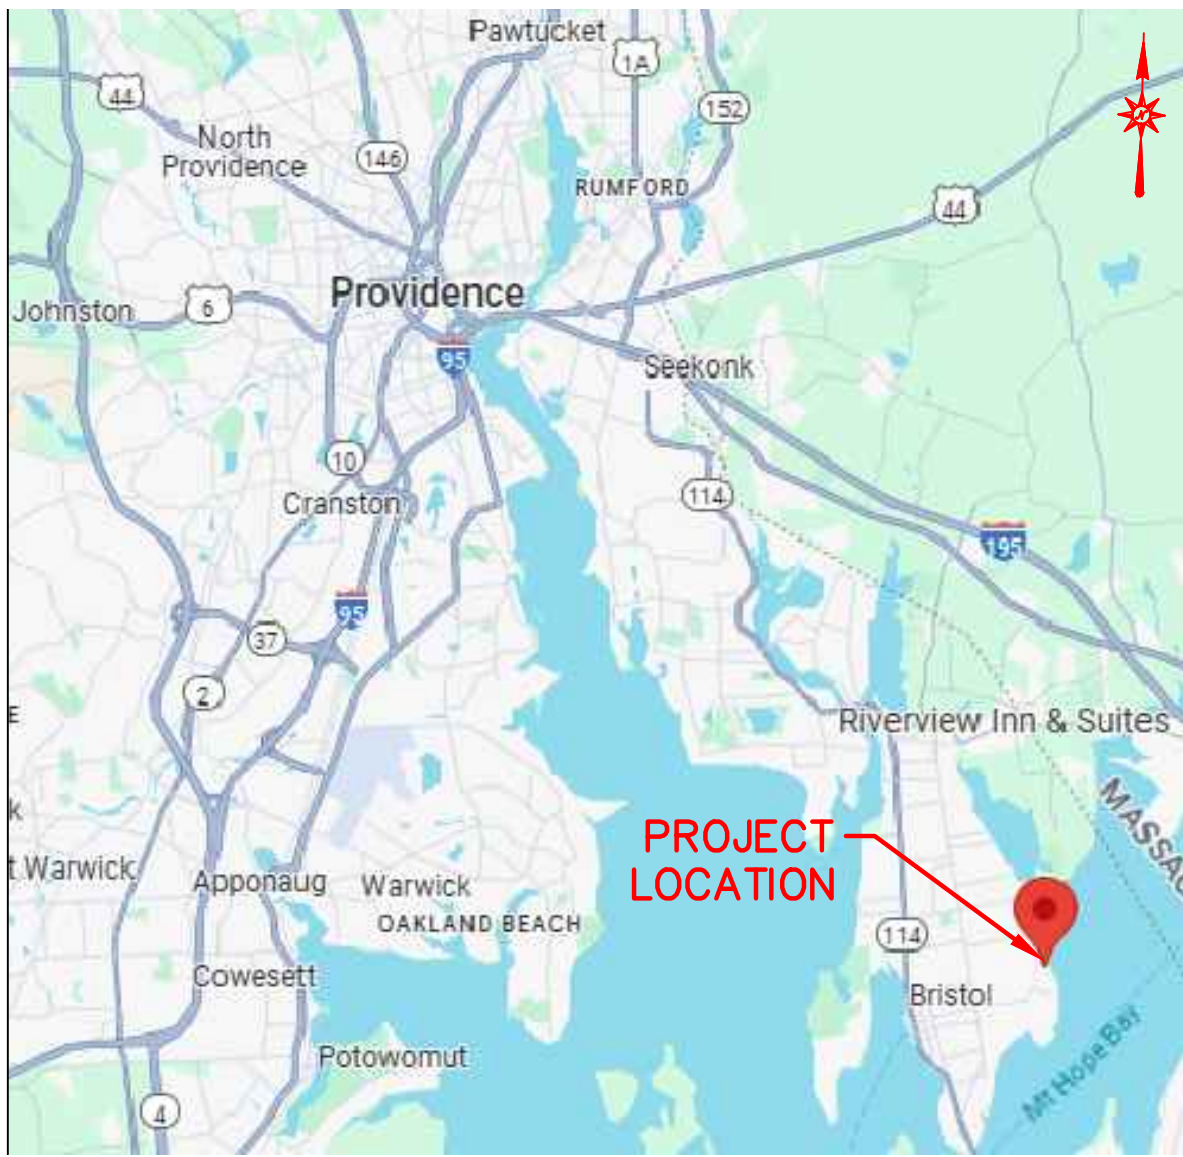 Pawtucket
1A
44
152
North
Providence
146
RUMFORD
44
N
Providence
Johnston
6
95
Seekonk
10
Cranston
114
195
95
37
2
E
Riverview Inn & Suites
k
MASSAC
PROJECT
LOCATION
t Warwick
Apponaug
Warwick
OAKLAND BEACH
114
Cowesett
Bristol
Potowomut
Mt Hope Bay
4